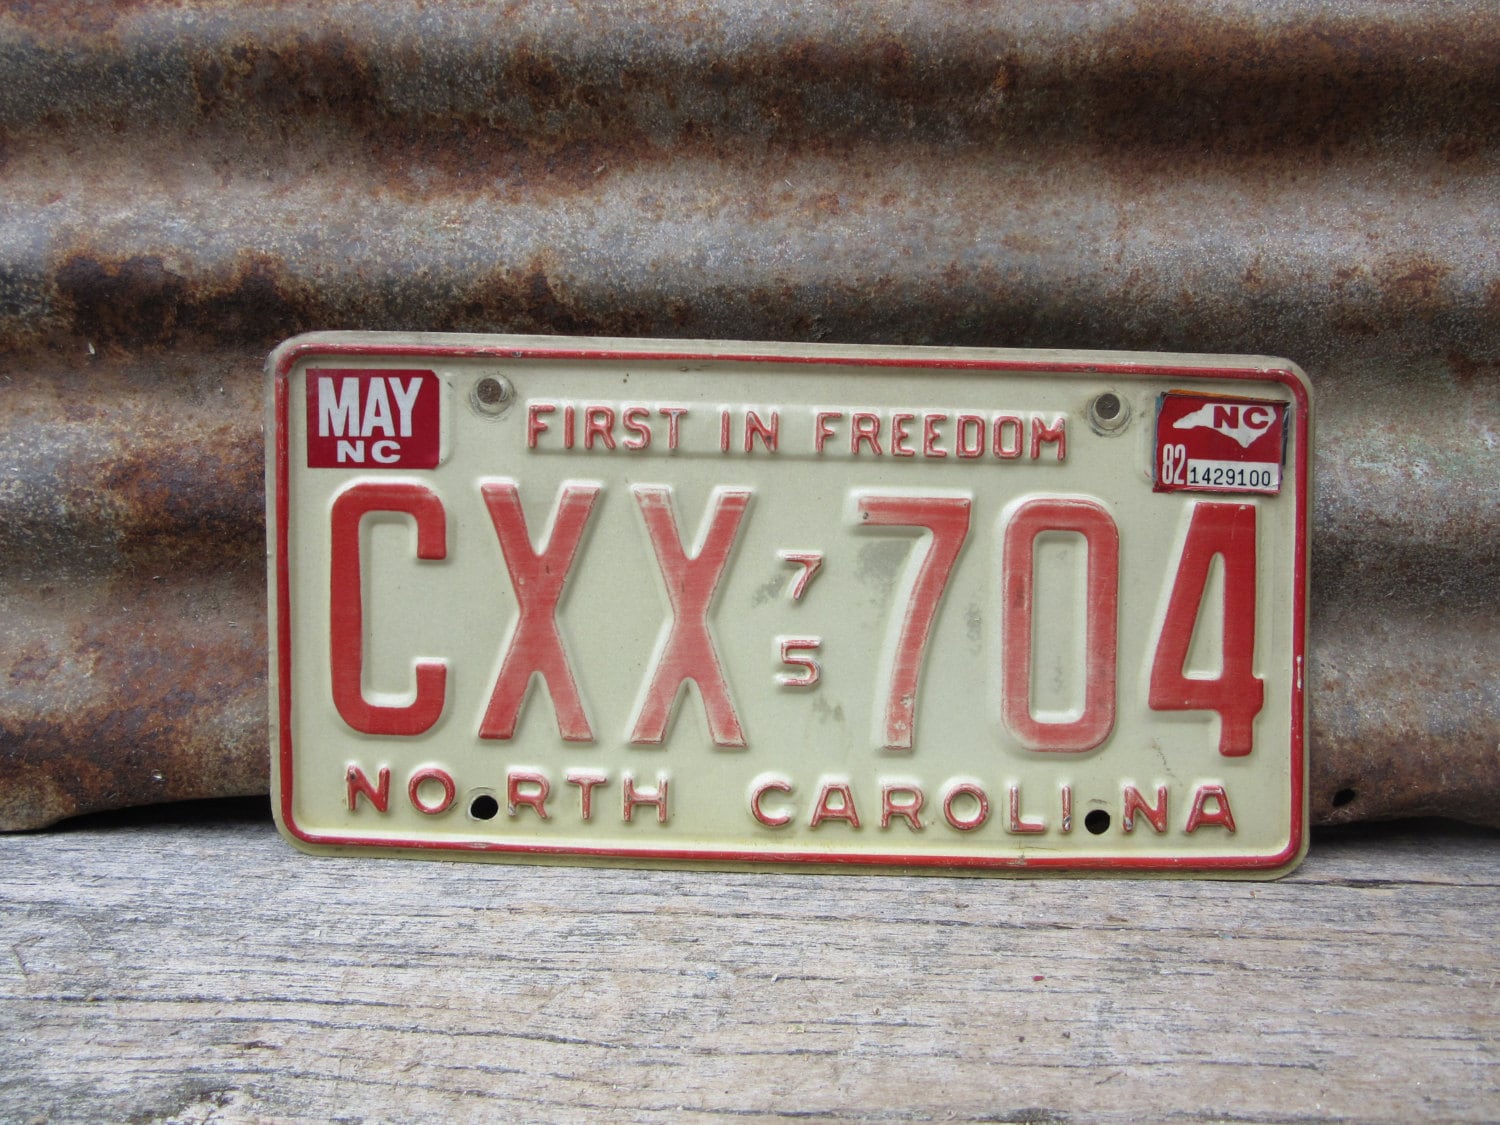 MAY
NC
FIRST IN FREEDOM
NC
82 1429100
CXX 75 704
NORTH CAROLINA